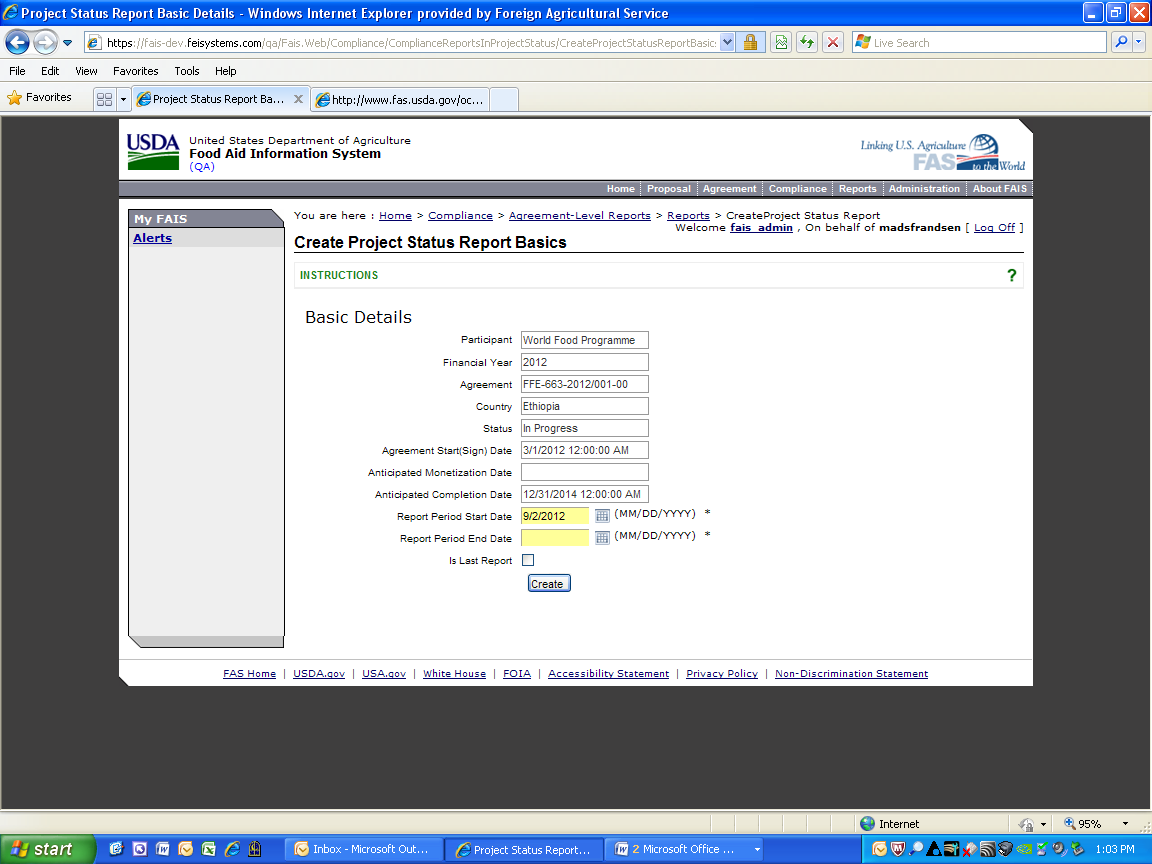 Project Status Report Basic Details - Windows Internet Explorer provided by Foreign Agricultural Service
https://fais-dev.feisystems.com/qa/Fais.Web/Compliance/ComplianceReportsInProjectStatus/CreateProjectStatusReportBasic
Live Search
File Edit View Favorites Tools Help
Favorites
Project Status Report Ba... X
http://www.fas.usda.gov/oc...
USDA
United States Department of Agriculture
Food Aid Information System
(QA)
Linking U.S. Agriculture
FAS to the World
Home Proposal Agreement Compliance Reports Administration About FAIS
My FAIS
Alerts
You are here : Home > Compliance > Agreement-Level Reports > Reports > CreateProject Status Report
Welcome fais_admin , On behalf of madsfrandsen [ Log Off ]
Create Project Status Report Basics
INSTRUCTIONS ?
Basic Details
Participant World Food Programme
Financial Year 2012
Agreement FFE-663-2012/001-00
Country Ethiopia
Status In Progress
Agreement Start(Sign) Date 3/1/2012 12:00:00 AM
Anticipated Monetization Date
Anticipated Completion Date 12/31/2014 12:00:00 AM
Report Period Start Date 9/2/2012 (MM/DD/YYYY) *
Report Period End Date (MM/DD/YYYY) *
Is Last Report
Create
FAS Home | USDA.gov | USA.gov | White House | FOIA | Accessibility Statement | Privacy Policy | Non-Discrimination Statement
Internet
95%
start
Inbox - Microsoft Out...
Project Status Report...
2 Microsoft Office ...
1:03 PM